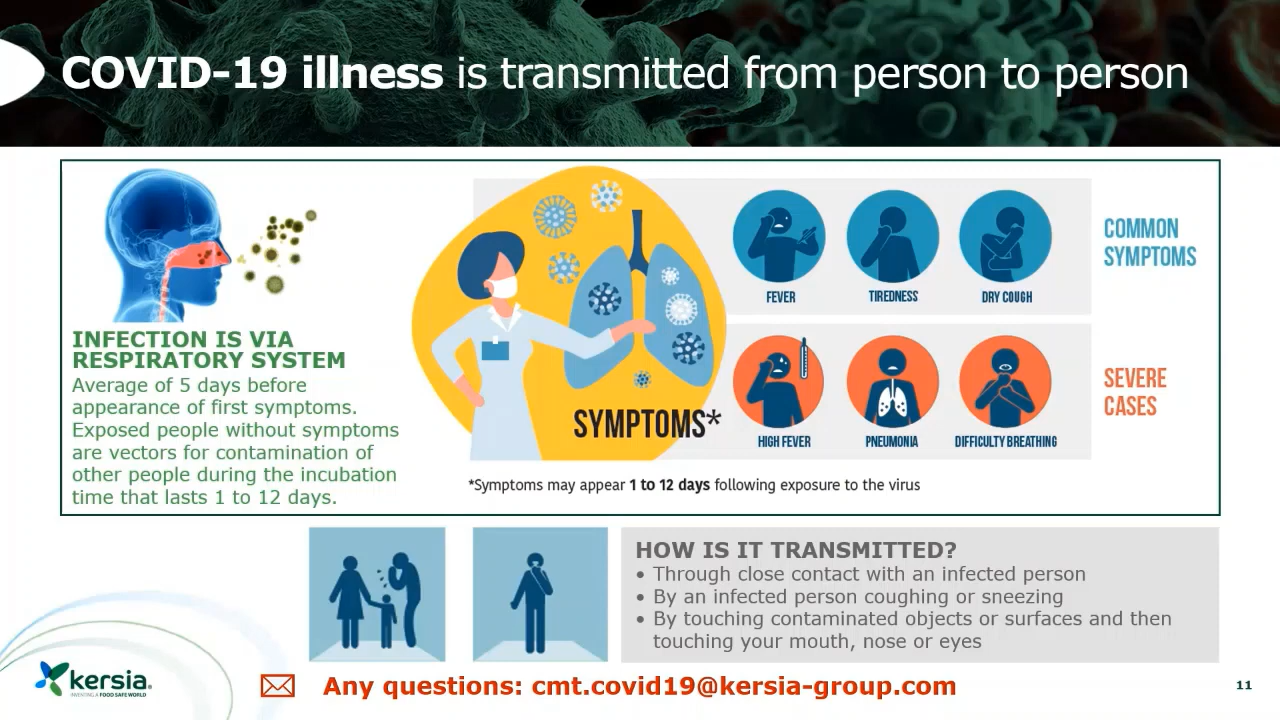 COVID-19 illness is transmitted from person to person
INFECTION IS VIA
RESPIRATORY SYSTEM
Average of 5 days before
appearance of first symptoms.
Exposed people without symptoms
are vectors for contamination of
other people during the incubation
time that lasts 1 to 12 days.
SYMPTOMS*
FEVER
TIREDNESS
DRY COUGH
COMMON
SYMPTOMS
HIGH FEVER
PNEUMONIA
DIFFICULTY BREATHING
SEVERE
CASES
*Symptoms may appear 1 to 12 days following exposure to the virus
HOW IS IT TRANSMITTED?
• Through close contact with an infected person
• By an infected person coughing or sneezing
• By touching contaminated objects or surfaces and then
touching your mouth, nose or eyes
kersia®
INVENTING A FOOD SAFE WORLD
Any questions: cmt.covid19@kersia-group.com
11